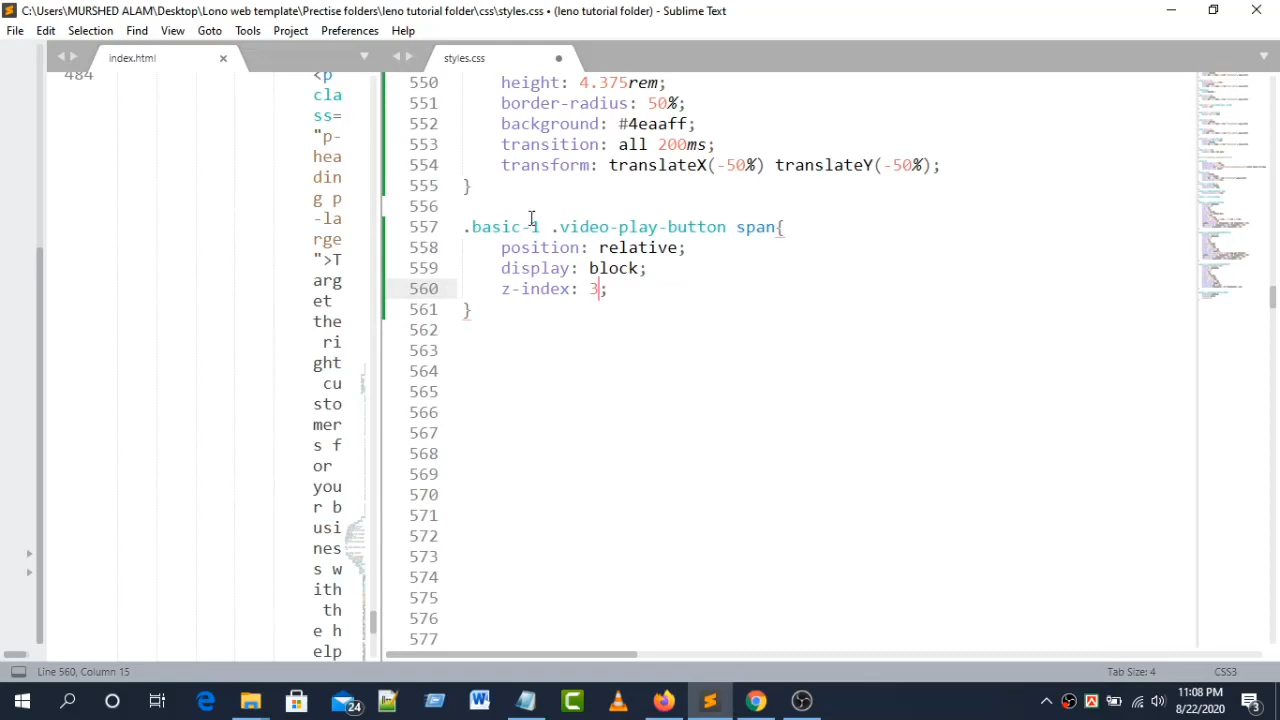 C:\Users\MURSHED ALAM\Desktop\Lono web template\Prectise folders\leno tutorial folder\css\styles.css • (leno tutorial folder) - Sublime Text
File Edit Selection Find View Goto Tools Project Preferences Help
index.html
styles.css
484
<p
cla
ss=
"p-
hea
din
g p
-la
rge
">T
arg
et
the
ri
ght
cu
sto
mer
s f
or
you
r b
usi
nes
s w
ith
th
e h
elp
550 height: 4.375rem;
551 border-radius: 50%;
552 background: #4eaaff;
553 transition: all 200ms;
554 transform: translateX(-50%) translateY(-50%);
555 }
556
557 .video-play-button span{
558 position: relative;
559 display: block;
560 z-index: 3;
561 }
562
563
564
565
566
567
568
569
570
571
572
573
574
575
576
577
Line 560, Column 15
Tab Size: 4
CSS3
24
11:08 PM
8/22/2020
3